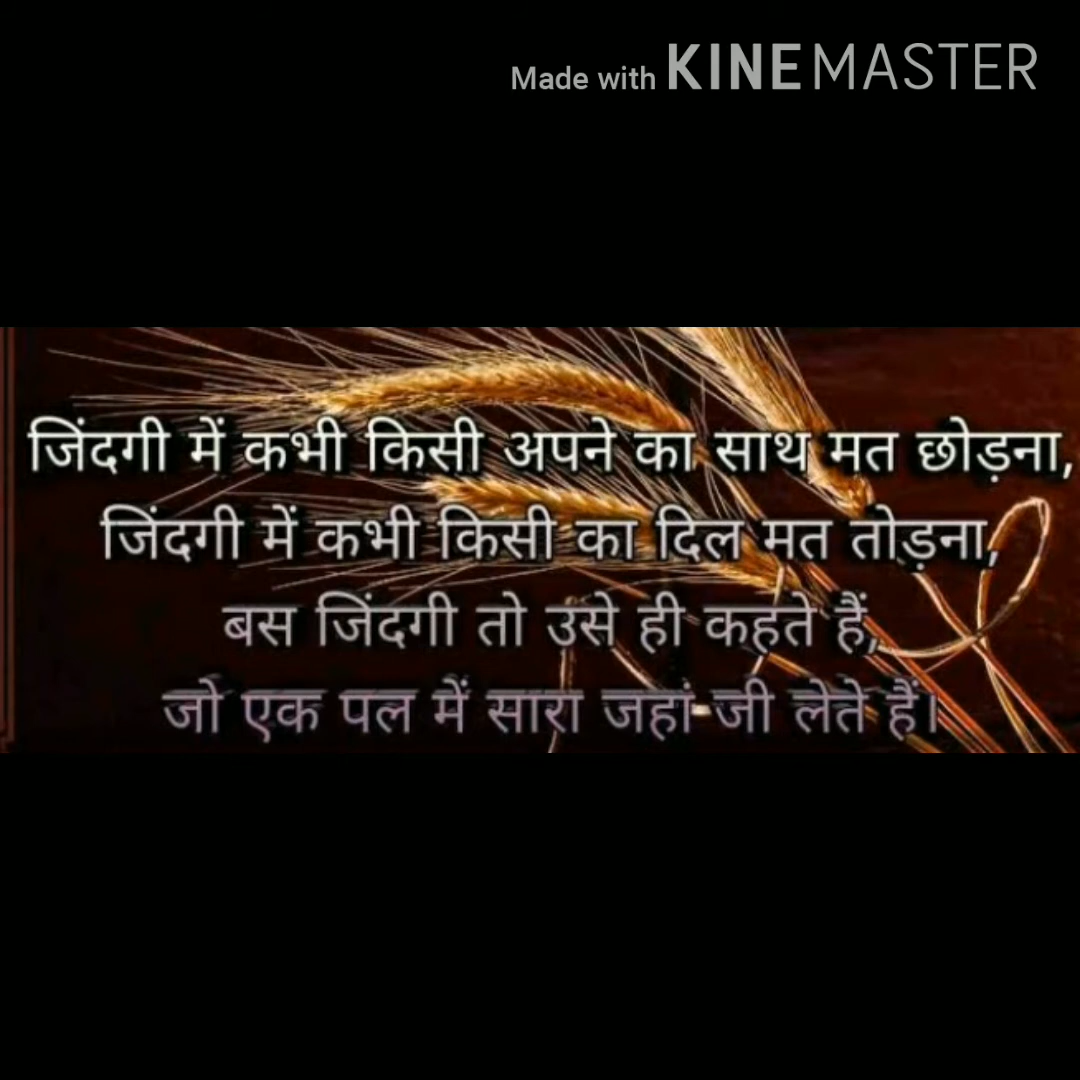 Made with KINEMASTER
जिंदगी में कभी किसी अपने का साथ मत छोड़ना,
जिंदगी में कभी किसी का दिल मत तोड़ना,
बस जिंदगी तो उसे ही कहते हैं,
जो एक पल में सारा जहां जी लेते हैं।